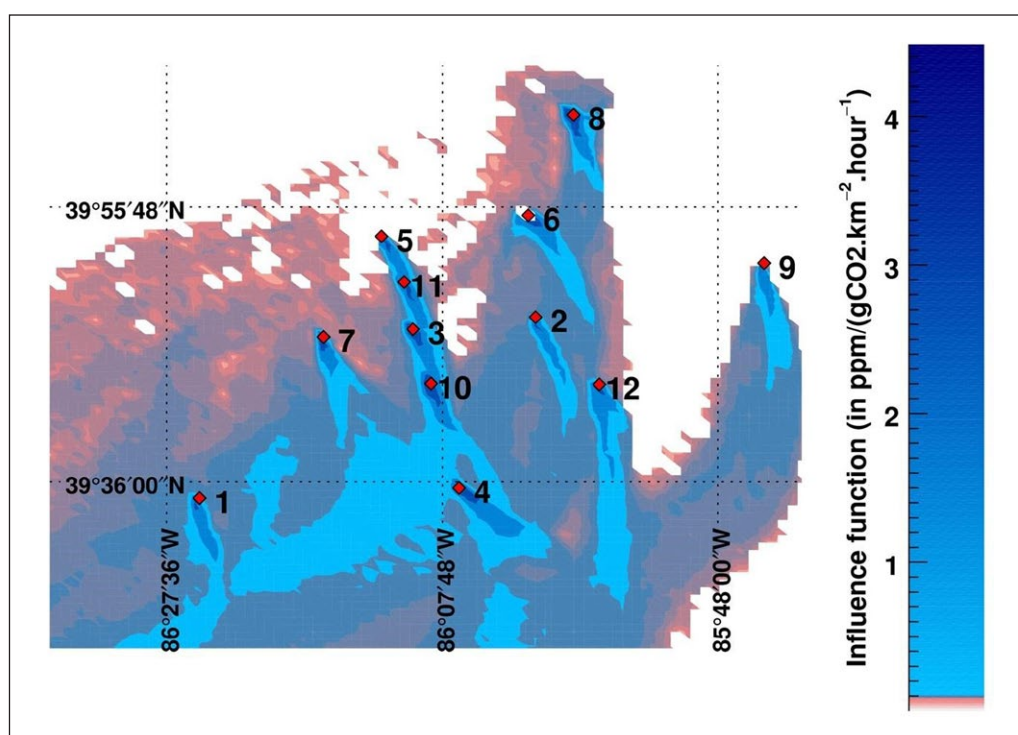 8
39°55′48″N
6
5
9
11
2
3
7
10
12
39°36′00″N
4
1
86°27′36″W
86°07′48″W
85°48′00″W
Influence function (in ppm/(gCO2.km⁻².hour⁻¹)
4
3
2
1